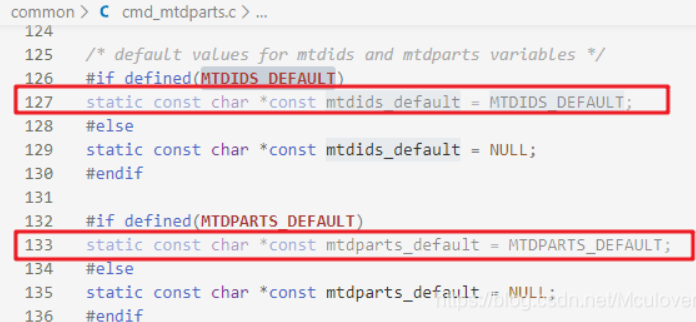 common > C cmd_mtdparts.c > ...
124
125 /* default values for mtdids and mtdparts variables */
126 #if defined(MTDIDS_DEFAULT)
127 static const char *const mtdids_default = MTDIDS_DEFAULT;
128 #else
129 static const char *const mtdids_default = NULL;
130 #endif
131
132 #if defined(MTDPARTS_DEFAULT)
133 static const char *const mtdparts_default = MTDPARTS_DEFAULT;
134 #else
135 static const char *const mtdparts_default = NULL;
136 #endif
https://blog.csdn.net/Mculover